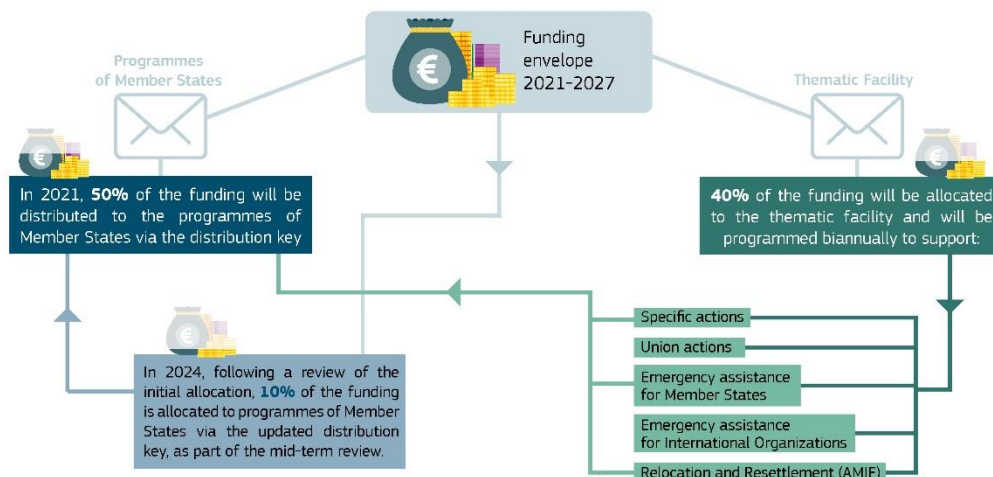 Funding
envelope
2021-2027
Programmes
of Member States
Thematic Facility
€
€
€
In 2021, 50% of the funding will be
distributed to the programmes of
Member States via the distribution key
40% of the funding will be allocated
to the thematic facility and will be
programmed biannually to support:
€
In 2024, following a review of the
initial allocation, 10% of the funding
is allocated to programmes of Member
States via the updated distribution
key, as part of the mid-term review.
Specific actions
Union actions
Emergency assistance
for Member States
Emergency assistance
for International Organizations
Relocation and Resettlement (AMIF)